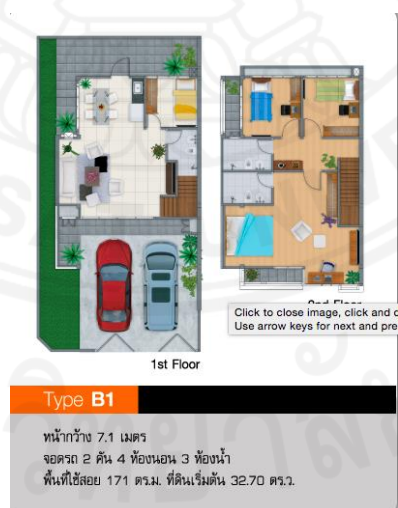 2nd Floor
Click to close image, click and d
Use arrow keys for next and pre
1st Floor
Type B1
หน้ากว้าง 7.1 เมตร
จอดรถ 2 คัน 4 ห้องนอน 3 ห้องน้ำ
พื้นที่ใช้สอย 171 ตร.ม. ที่ดินเริ่มต้น 32.70 ตร.ว.